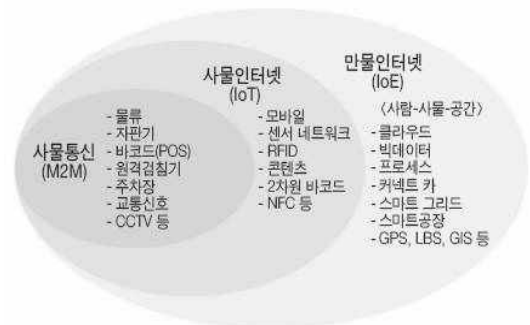 사물통신
(M2M)
- 물류
- 자판기
- 바코드(POS)
- 원격검침기
- 주차장
- 교통신호
- CCTV 등
사물인터넷
(IoT)
- 모바일
- 센서 네트워크
- RFID
- 콘텐츠
- 2차원 바코드
- NFC 등
만물인터넷
(IoE)
〈사람-사물-공간〉
- 클라우드
- 빅데이터
- 프로세스
- 커넥트 카
- 스마트 그리드
- 스마트공장
- GPS, LBS, GIS 등